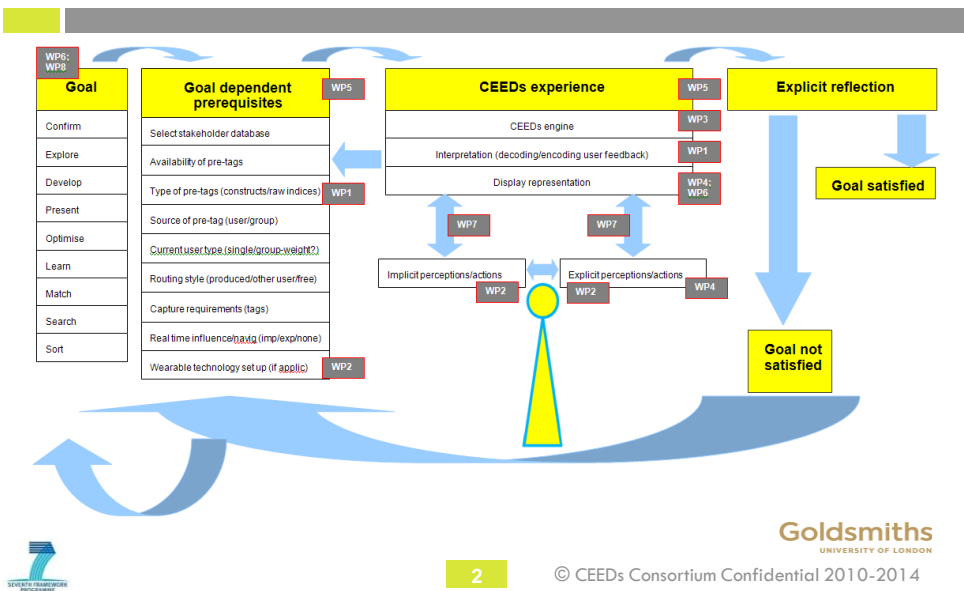 WP6;
WP8
Goal
Confirm
Explore
Develop
Present
Optimise
Learn
Match
Search
Sort
Goal dependent
prerequisites
WP5
Select stakeholder database
Availability of pre-tags
Type of pre-tags (constructs/raw indices)
WP1
Source of pre-tag (user/group)
Current user type (single/group-weight?)
Routing style (produced/other user/free)
Capture requirements (tags)
Real time influence/navig (imp/exp/none)
Wearable technology set up (if applic)
WP2
CEEDs experience
WP5
CEEDs engine
WP3
Interpretation (decoding/encoding user feedback)
WP1
Display representation
WP4;
WP6
WP7
WP7
Implicit perceptions/actions
WP2
Explicit perceptions/actions
WP2
WP4
Explicit reflection
Goal satisfied
Goal not
satisfied
SEVENTH FRAMEWORK
PROGRAMME
2
Goldsmiths
UNIVERSITY OF LONDON
© CEEDs Consortium Confidential 2010-2014